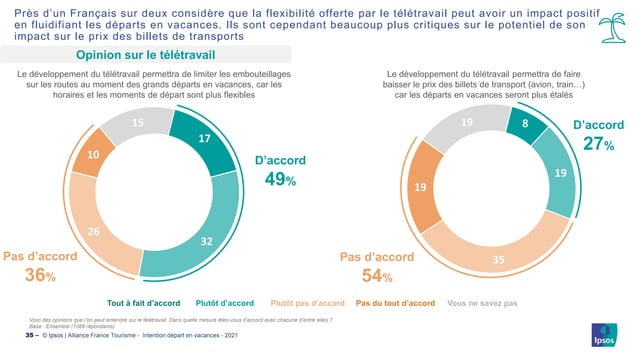 Près d’un Français sur deux considère que la flexibilité offerte par le télétravail peut avoir un impact positif
en fluidifiant les départs en vacances. Ils sont cependant beaucoup plus critiques sur le potentiel de son
impact sur le prix des billets de transports
Opinion sur le télétravail
Le développement du télétravail permettra de limiter les embouteillages
sur les routes au moment des grands départs en vacances, car les
horaires et les moments de départ sont plus flexibles
15
17
10
D’accord
49%
26
32
Pas d’accord
36%
Le développement du télétravail permettra de faire
baisser le prix des billets de transport (avion, train…)
car les départs en vacances seront plus étalés
19
8
D’accord
27%
19
19
Pas d’accord
54%
35
Tout à fait d’accord Plutôt d’accord Plutôt pas d’accord Pas du tout d’accord Vous ne savez pas
Voici des opinions que l’on peut entendre sur le télétravail. Dans quelle mesure êtes-vous d’accord avec chacune d’entre elles ?
Base : Ensemble (1068 répondants)
35 – © Ipsos | Alliance France Tourisme - Intention départ en vacances - 2021
Ipsos